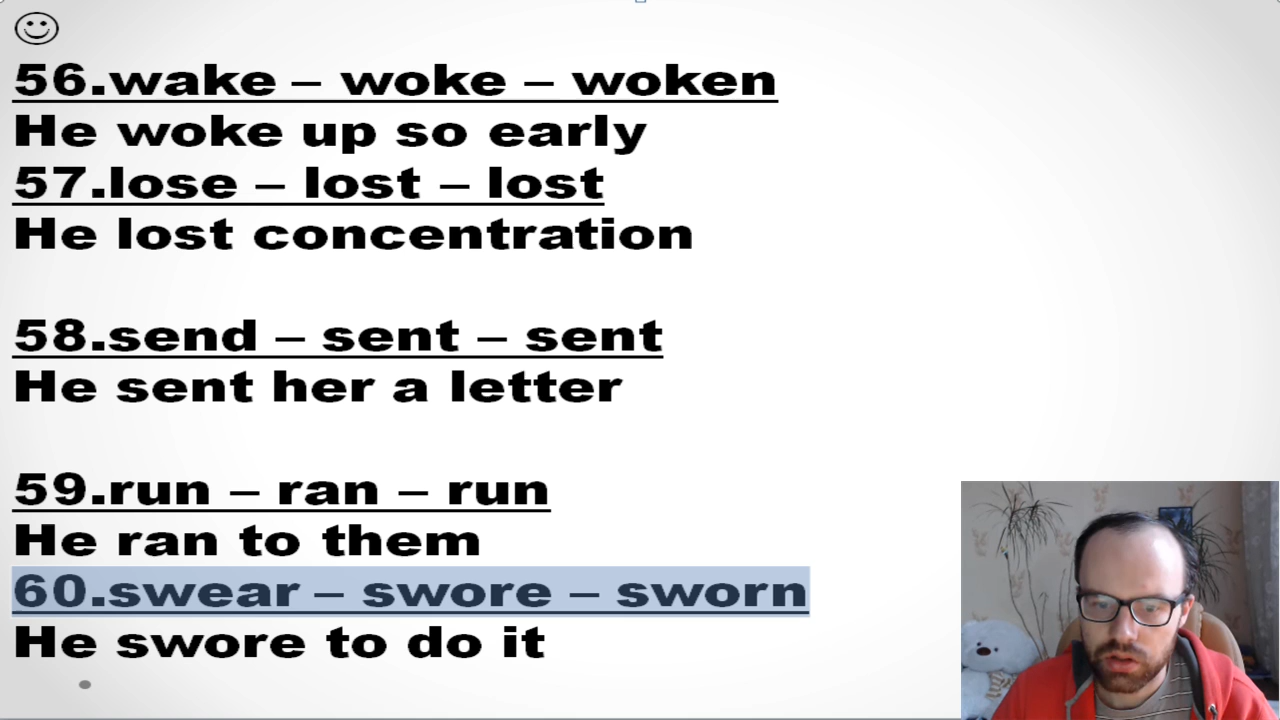 56.wake – woke – woken
He woke up so early
57.lose – lost – lost
He lost concentration
58.send – sent – sent
He sent her a letter
59.run – ran – run
He ran to them
60.swear – swore – sworn
He swore to do it